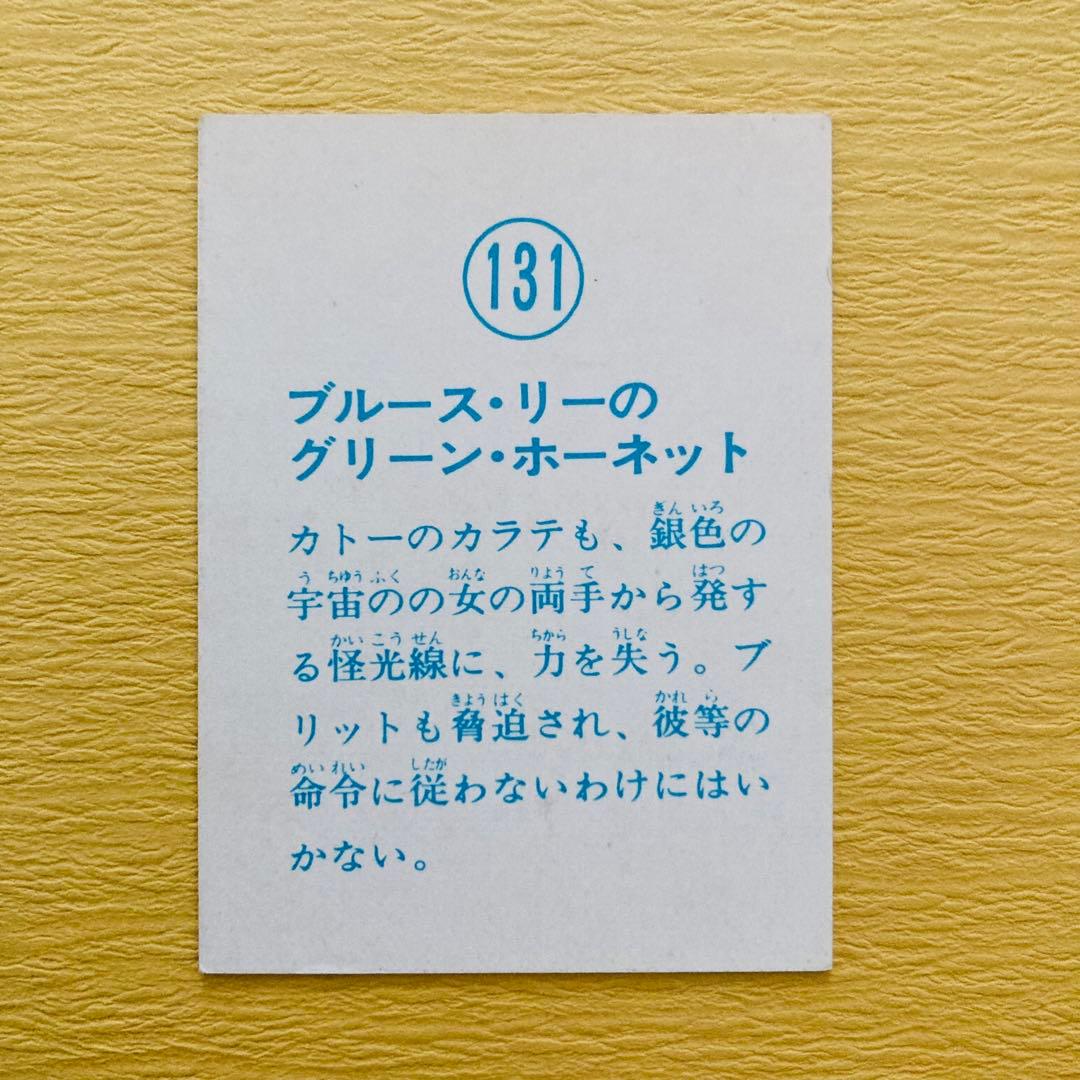 131
ブルース・リーの
グリーン・ホーネット
カトーのカラテも、銀色の
宇宙のの女の両手から発す
る怪光線に、力を失う。ブ
リットも脅迫され、彼等の
命令に従わないわけにはい
かない。